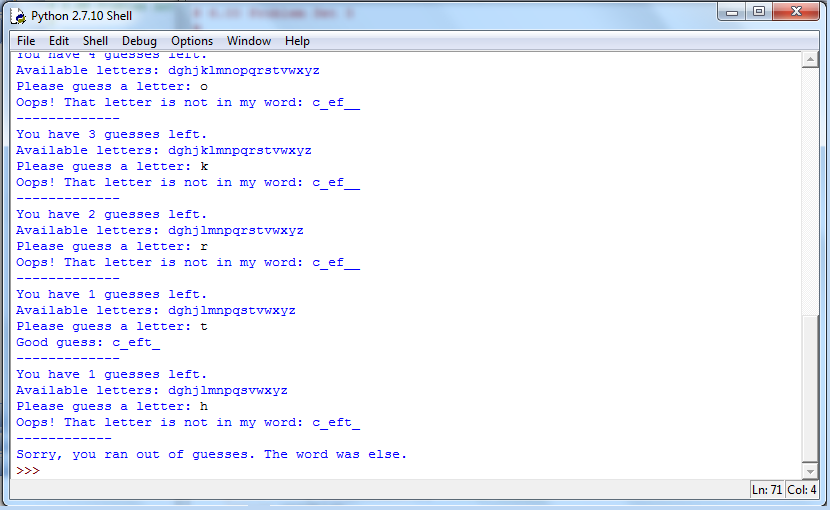 Python 2.7.10 Shell
File Edit Shell Debug Options Window Help
You have 4 guesses left.
Available letters: dghjklmnopqrstvwxyz
Please guess a letter: o
Oops! That letter is not in my word: c_ef__
-------------
You have 3 guesses left.
Available letters: dghjklmnpqrstvwxyz
Please guess a letter: k
Oops! That letter is not in my word: c_ef__
-------------
You have 2 guesses left.
Available letters: dghjlmnpqrstvwxyz
Please guess a letter: r
Oops! That letter is not in my word: c_ef__
-------------
You have 1 guesses left.
Available letters: dghjlmnpqstvwxyz
Please guess a letter: t
Good guess: c_eft_
-------------
You have 1 guesses left.
Available letters: dghjlmnpqsvwxyz
Please guess a letter: h
Oops! That letter is not in my word: c_eft_
------------
Sorry, you ran out of guesses. The word was else.
>>>
Ln: 71 Col: 4